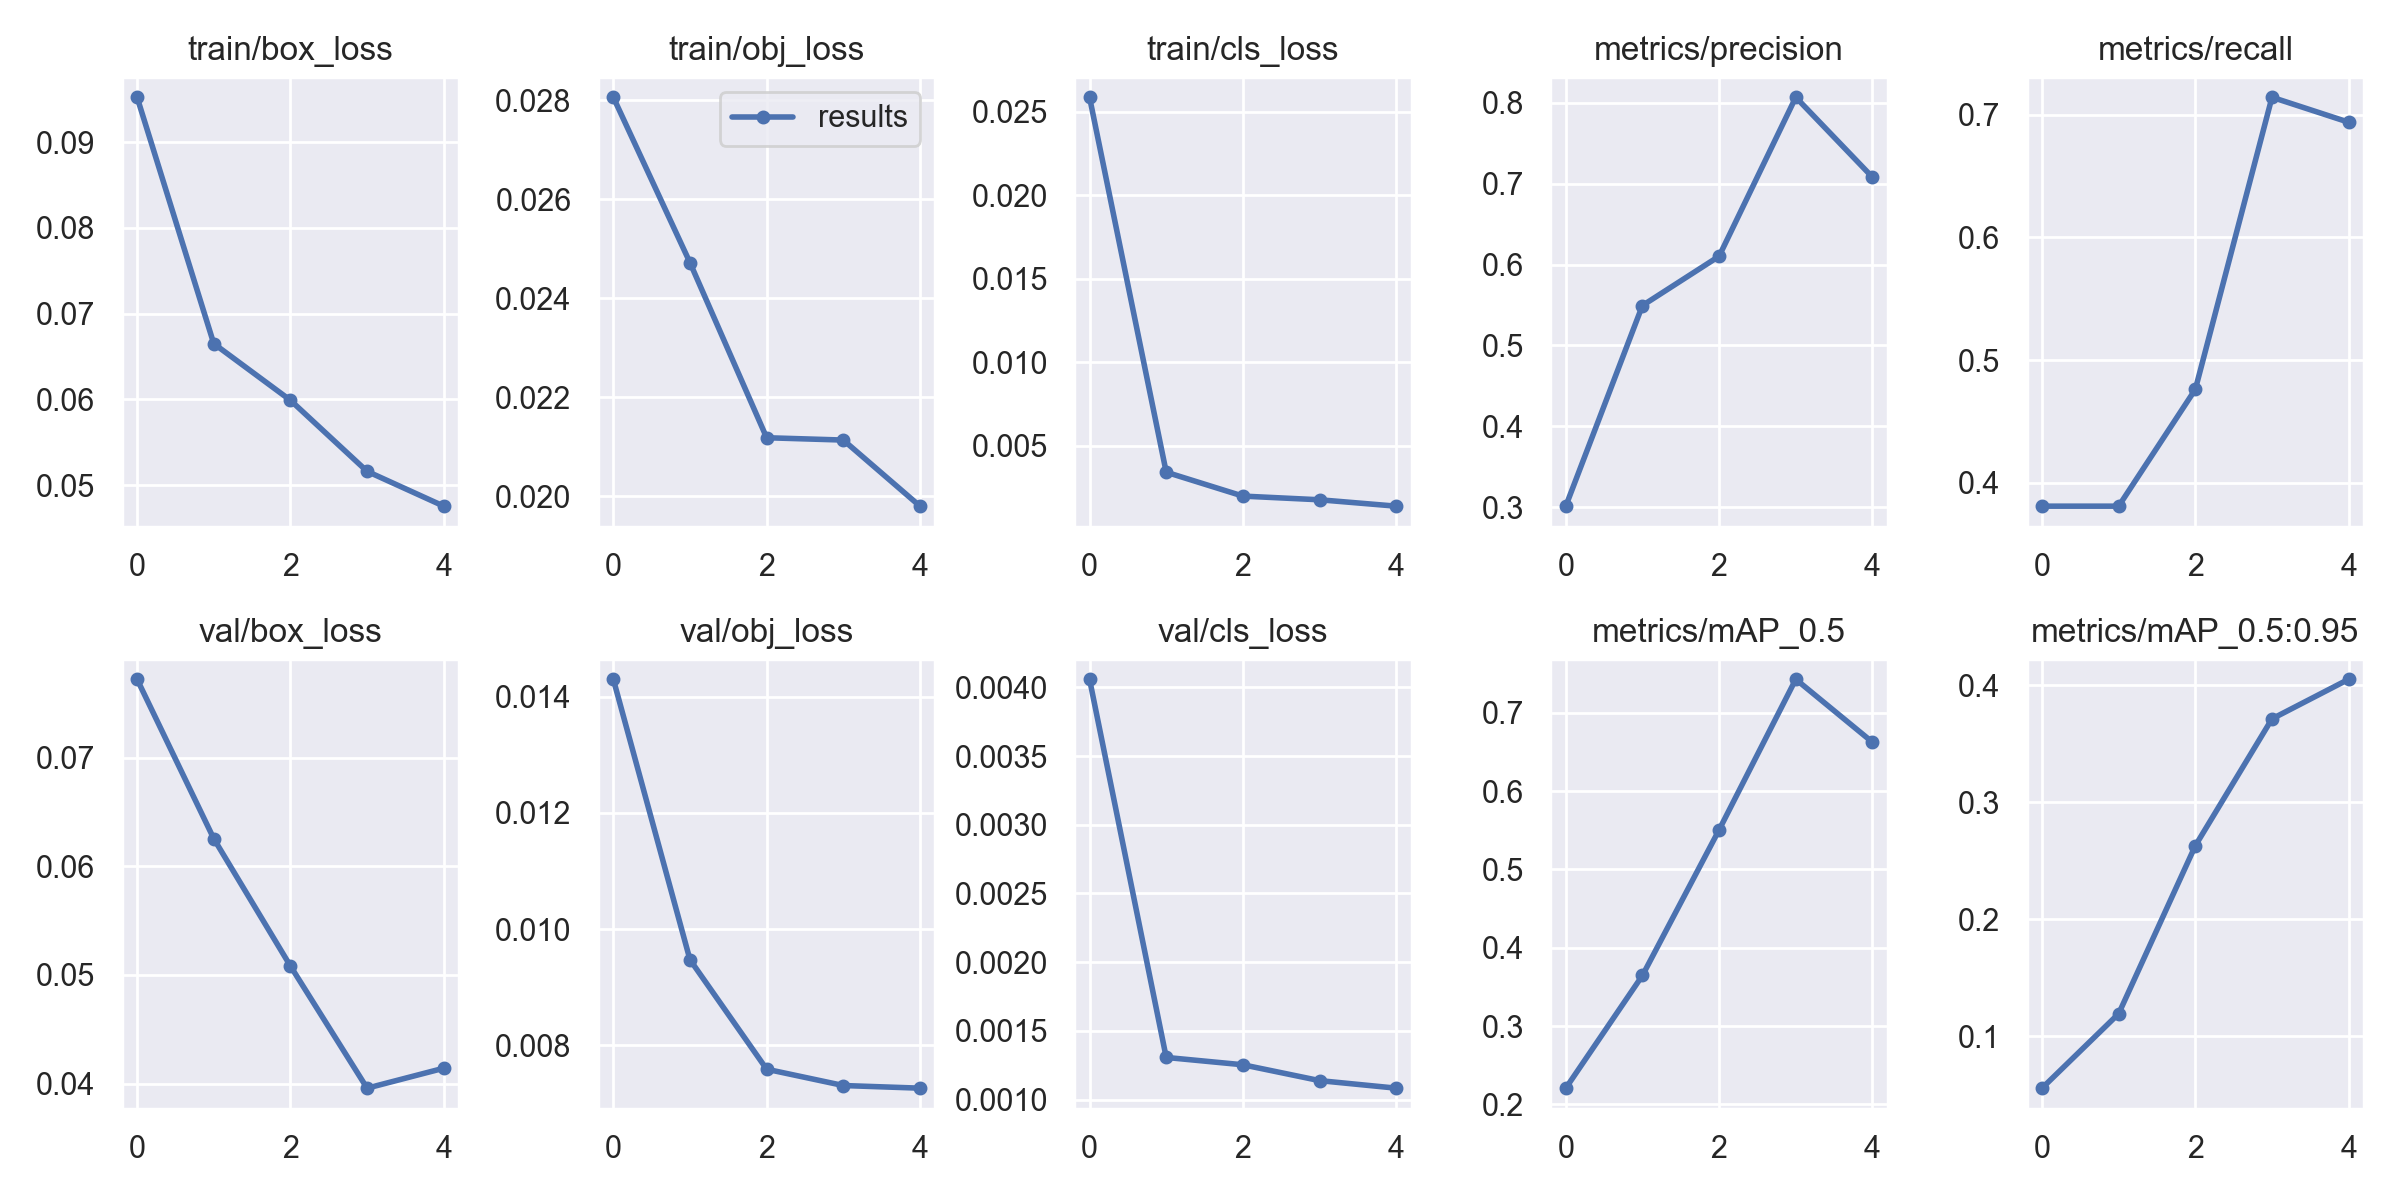 train/box_loss
0.09
0.08
0.07
0.06
0.05
0 2 4
train/obj_loss
results
0.028
0.026
0.024
0.022
0.020
0 2 4
train/cls_loss
0.025
0.020
0.015
0.010
0.005
0 2 4
metrics/precision
0.8
0.7
0.6
0.5
0.4
0.3
0 2 4
metrics/recall
0.7
0.6
0.5
0.4
0 2 4
val/box_loss
0.07
0.06
0.05
0.04
0 2 4
val/obj_loss
0.014
0.012
0.010
0.008
0 2 4
val/cls_loss
0.0040
0.0035
0.0030
0.0025
0.0020
0.0015
0.0010
0 2 4
metrics/mAP_0.5
0.7
0.6
0.5
0.4
0.3
0.2
0 2 4
metrics/mAP_0.5:0.95
0.4
0.3
0.2
0.1
0 2 4